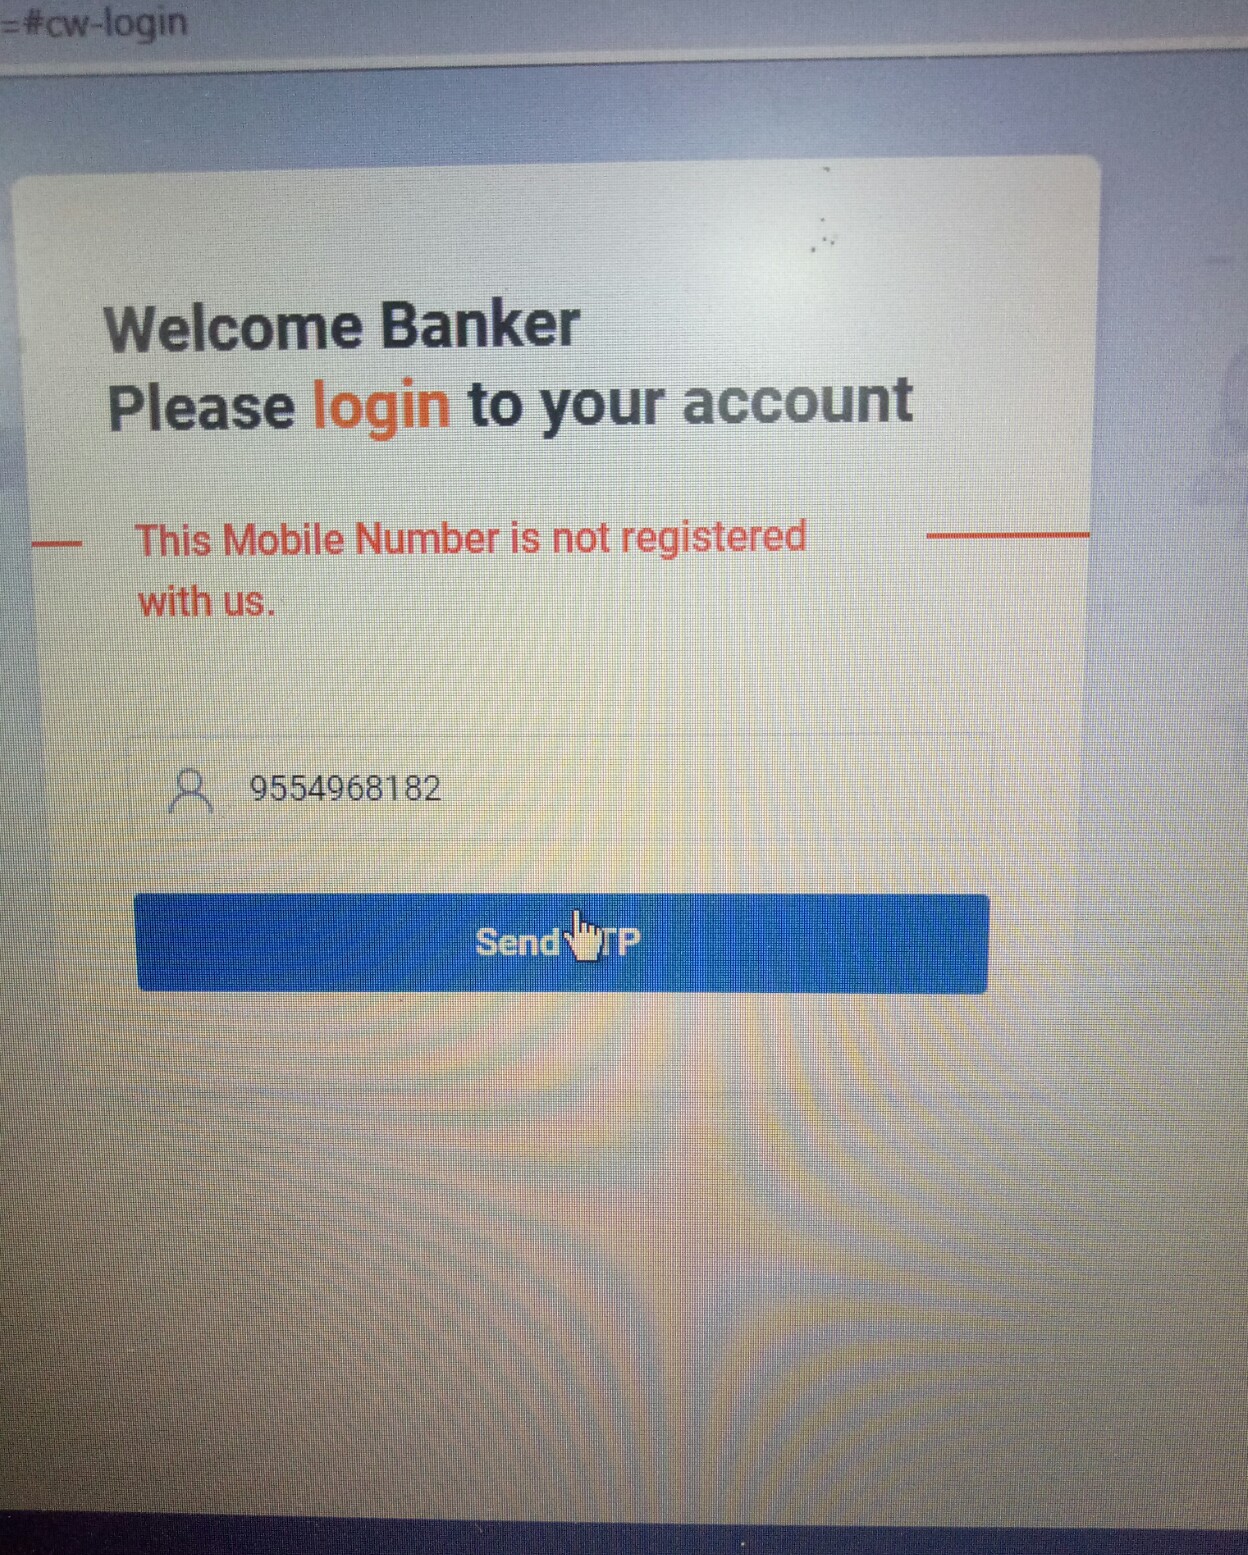 =#cw-login
Welcome Banker
Please login to your account
This Mobile Number is not registered
with us.
9554968182
Send TP